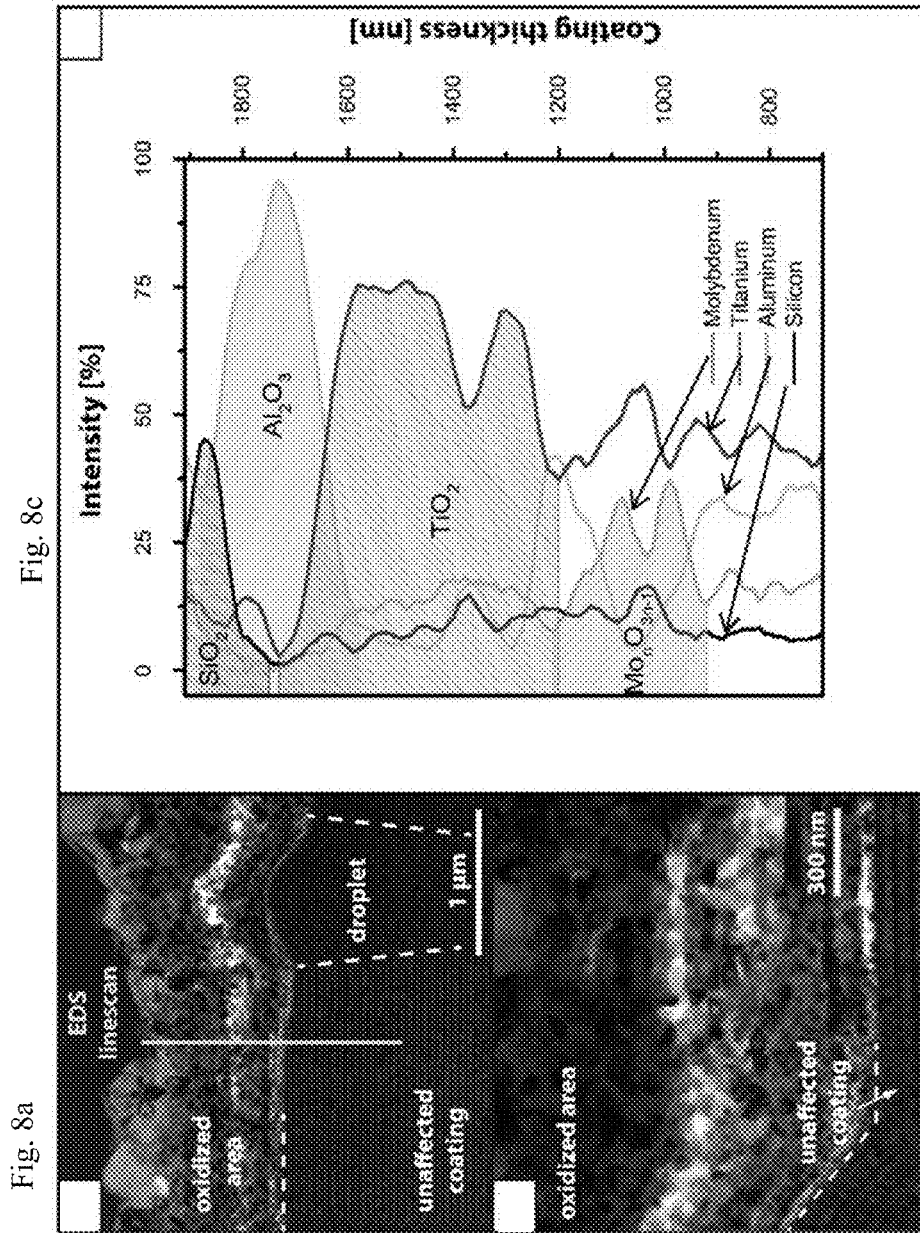 Fig. 8a
EDS
linescan
oxidized
area
unaffected
coating
droplet
1 µm
oxidized area
unaffected
coating
300 nm
Fig. 8c
Intensity [%]
0
25
50
75
100
SiO₂
Al₂O₃
TiO₂
MoₙO₃ₙ₋₁
Molybdenum
Titanium
Aluminum
Silicon
1800
1600
1400
1200
1000
800
Coating thickness [nm]